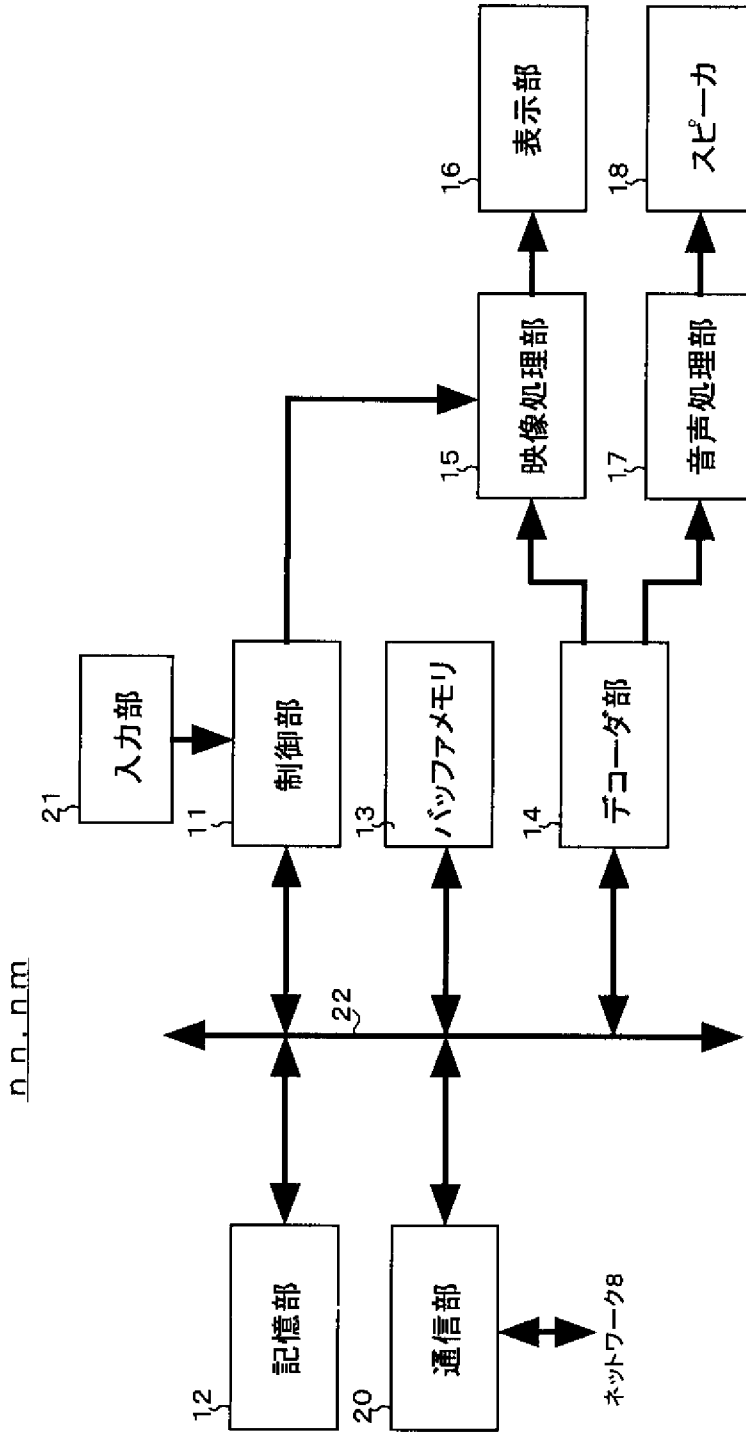 nn,nm
21
入力部
12
記憶部
11
制御部
22
20
通信部
13
バッファメモリ
ネットワーク8
14
デコーダ部
15
映像処理部
16
表示部
17
音声処理部
18
スピーカ